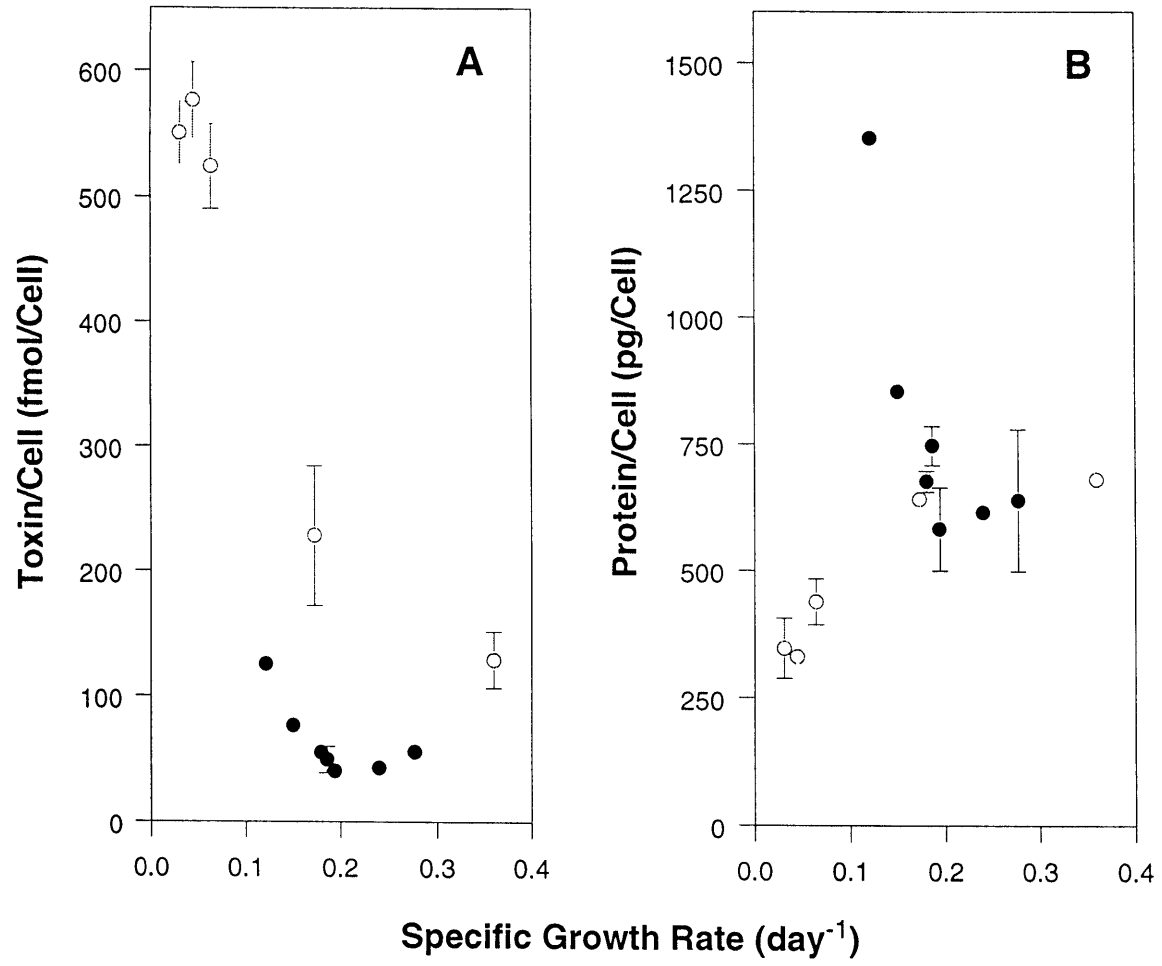 A
Toxin/Cell (fmol/Cell)
600
500
400
300
200
100
0
0.0 0.1 0.2 0.3 0.4
B
Protein/Cell (pg/Cell)
1500
1250
1000
750
500
250
0
0.0 0.1 0.2 0.3 0.4
Specific Growth Rate (day-1)